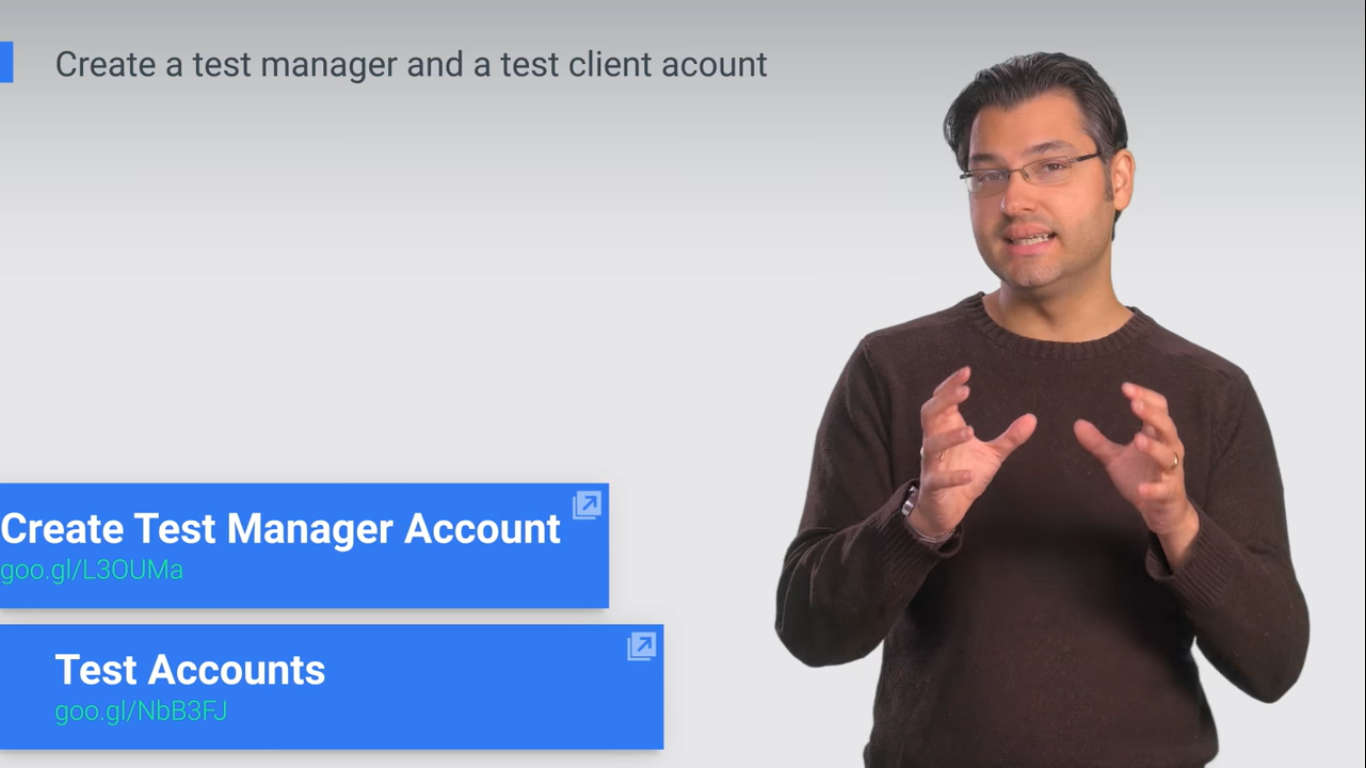 Create a test manager and a test client acount
Create Test Manager Account
goo.gl/L3OUMa
Test Accounts
goo.gl/NbB3FJ